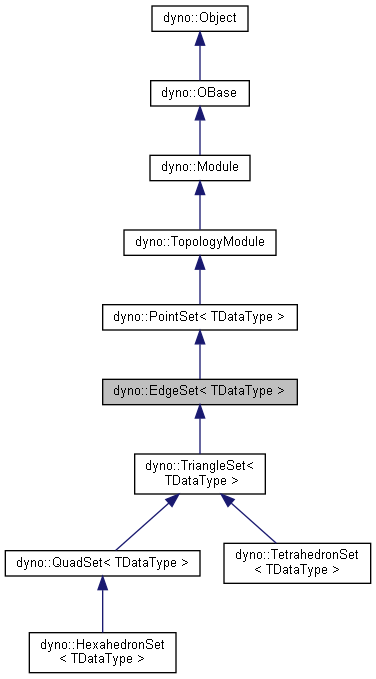 dyno::Object
dyno::OBase
dyno::Module
dyno::TopologyModule
dyno::PointSet< TDataType >
dyno::EdgeSet< TDataType >
dyno::TriangleSet<
TDataType >
dyno::QuadSet< TDataType >
dyno::TetrahedronSet
< TDataType >
dyno::HexahedronSet
< TDataType >